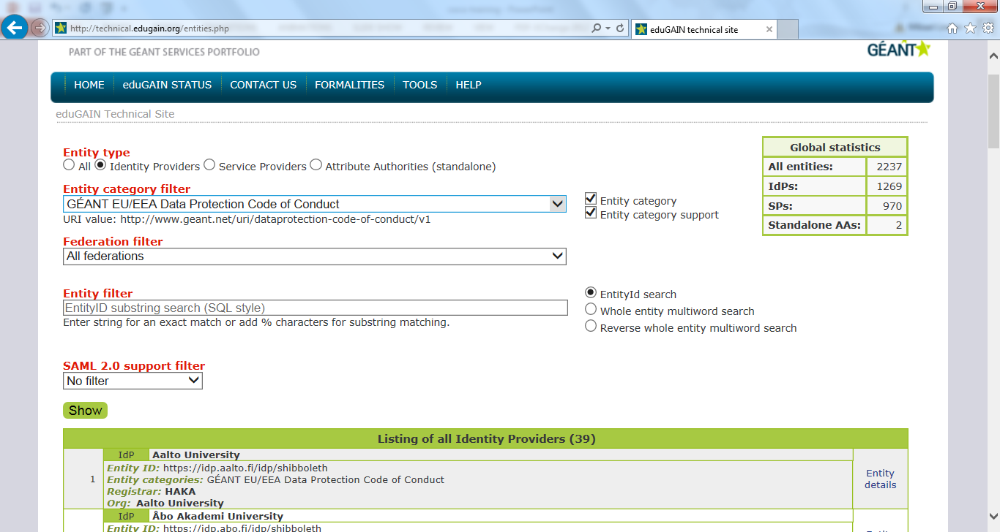 http://technical.edugain.org/entities.php
eduGAIN technical site
PART OF THE GÉANT SERVICES PORTFOLIO
GÉANT
HOME eduGAIN STATUS CONTACT US FORMALITIES TOOLS HELP
eduGAIN Technical Site
Entity type
All Identity Providers Service Providers Attribute Authorities (standalone)
Entity category filter
GÉANT EU/EEA Data Protection Code of Conduct
URI value: http://www.geant.net/uri/dataprotection-code-of-conduct/v1
Entity category
Entity category support
Global statistics
All entities: 2237
IdPs: 1269
SPs: 970
Standalone AAs: 2
Federation filter
All federations
Entity filter
EntityID substring search (SQL style)
Enter string for an exact match or add % characters for substring matching.
EntityId search
Whole entity multiword search
Reverse whole entity multiword search
SAML 2.0 support filter
No filter
Show
Listing of all Identity Providers (39)
1
IdP Aalto University
Entity ID: https://idp.aalto.fi/idp/shibboleth
Entity categories: GÉANT EU/EEA Data Protection Code of Conduct
Registrar: HAKA
Org: Aalto University
Entity
details
IdP Åbo Akademi University
Entity ID: https://idp.abo.fi/idp/shibboleth